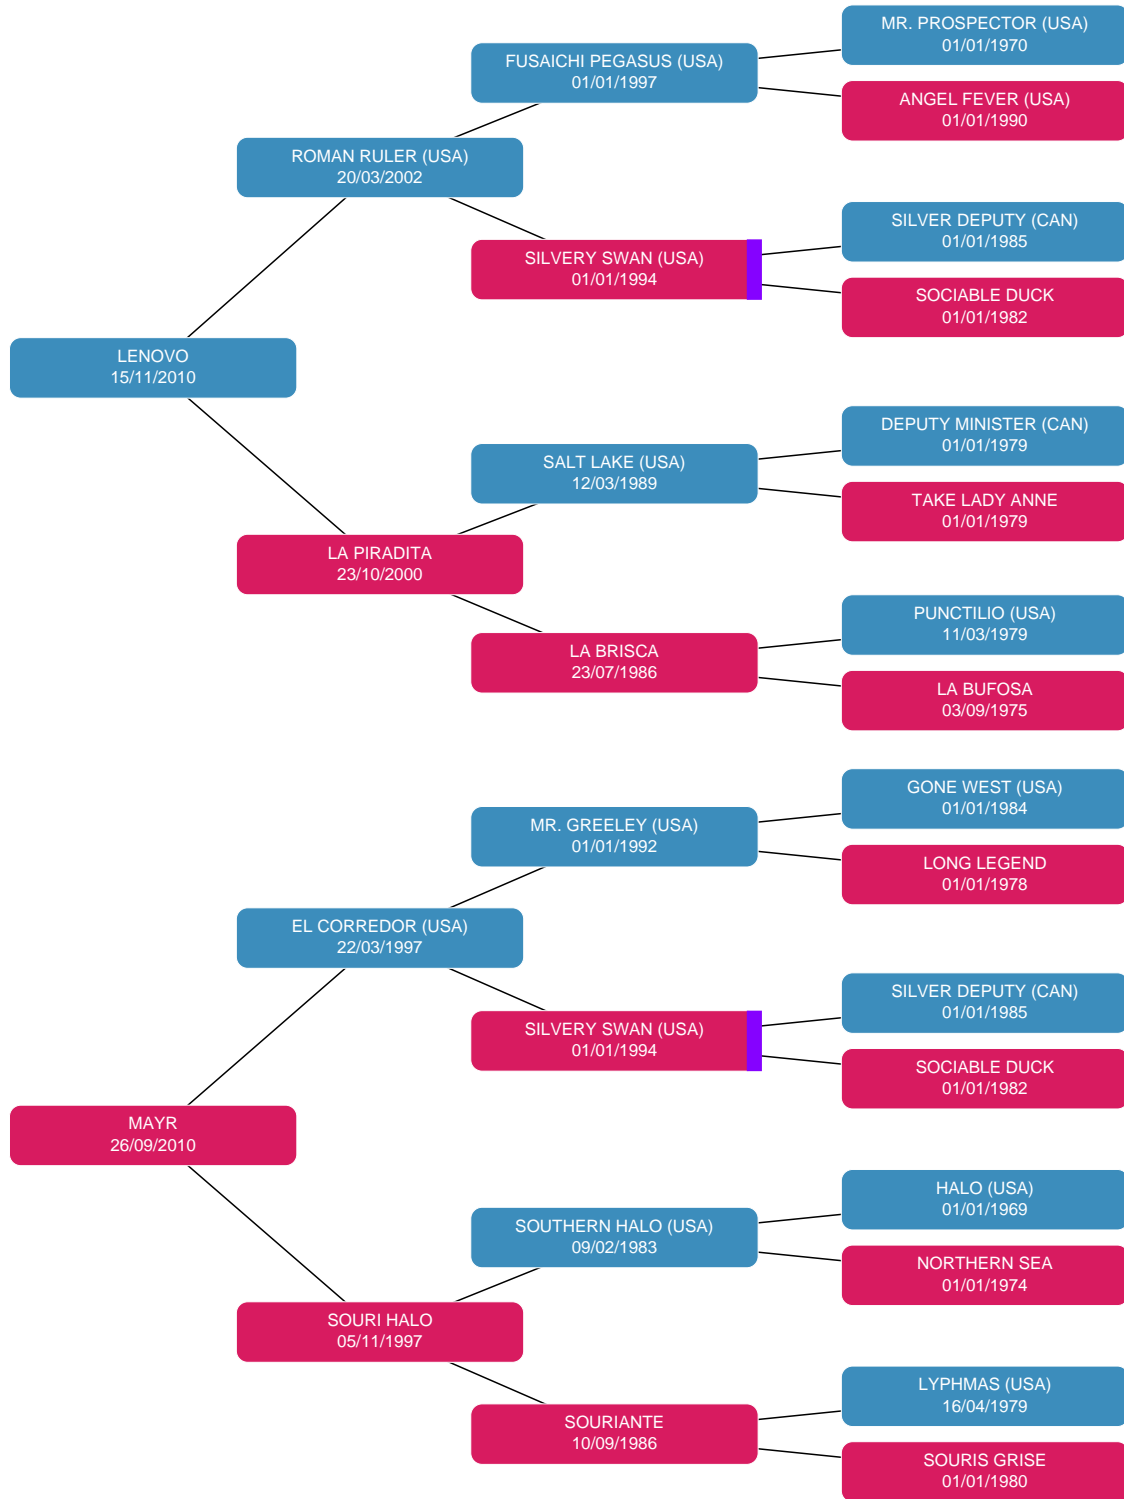 MR. PROSPECTOR (USA)
01/01/1970
FUSAICHI PEGASUS (USA)
01/01/1997
ANGEL FEVER (USA)
01/01/1990
ROMAN RULER (USA)
20/03/2002
SILVER DEPUTY (CAN)
01/01/1985
SILVERY SWAN (USA)
01/01/1994
SOCIABLE DUCK
01/01/1982
LENOVO
15/11/2010
DEPUTY MINISTER (CAN)
01/01/1979
SALT LAKE (USA)
12/03/1989
TAKE LADY ANNE
01/01/1979
LA PIRADITA
23/10/2000
PUNCTILIO (USA)
11/03/1979
LA BRISCA
23/07/1986
LA BUFOSA
03/09/1975
GONE WEST (USA)
01/01/1984
MR. GREELEY (USA)
01/01/1992
LONG LEGEND
01/01/1978
EL CORREDOR (USA)
22/03/1997
SILVER DEPUTY (CAN)
01/01/1985
SILVERY SWAN (USA)
01/01/1994
SOCIABLE DUCK
01/01/1982
MAYR
26/09/2010
HALO (USA)
01/01/1969
SOUTHERN HALO (USA)
09/02/1983
NORTHERN SEA
01/01/1974
SOURI HALO
05/11/1997
LYPHMAS (USA)
16/04/1979
SOURIANTE
10/09/1986
SOURIS GRISE
01/01/1980